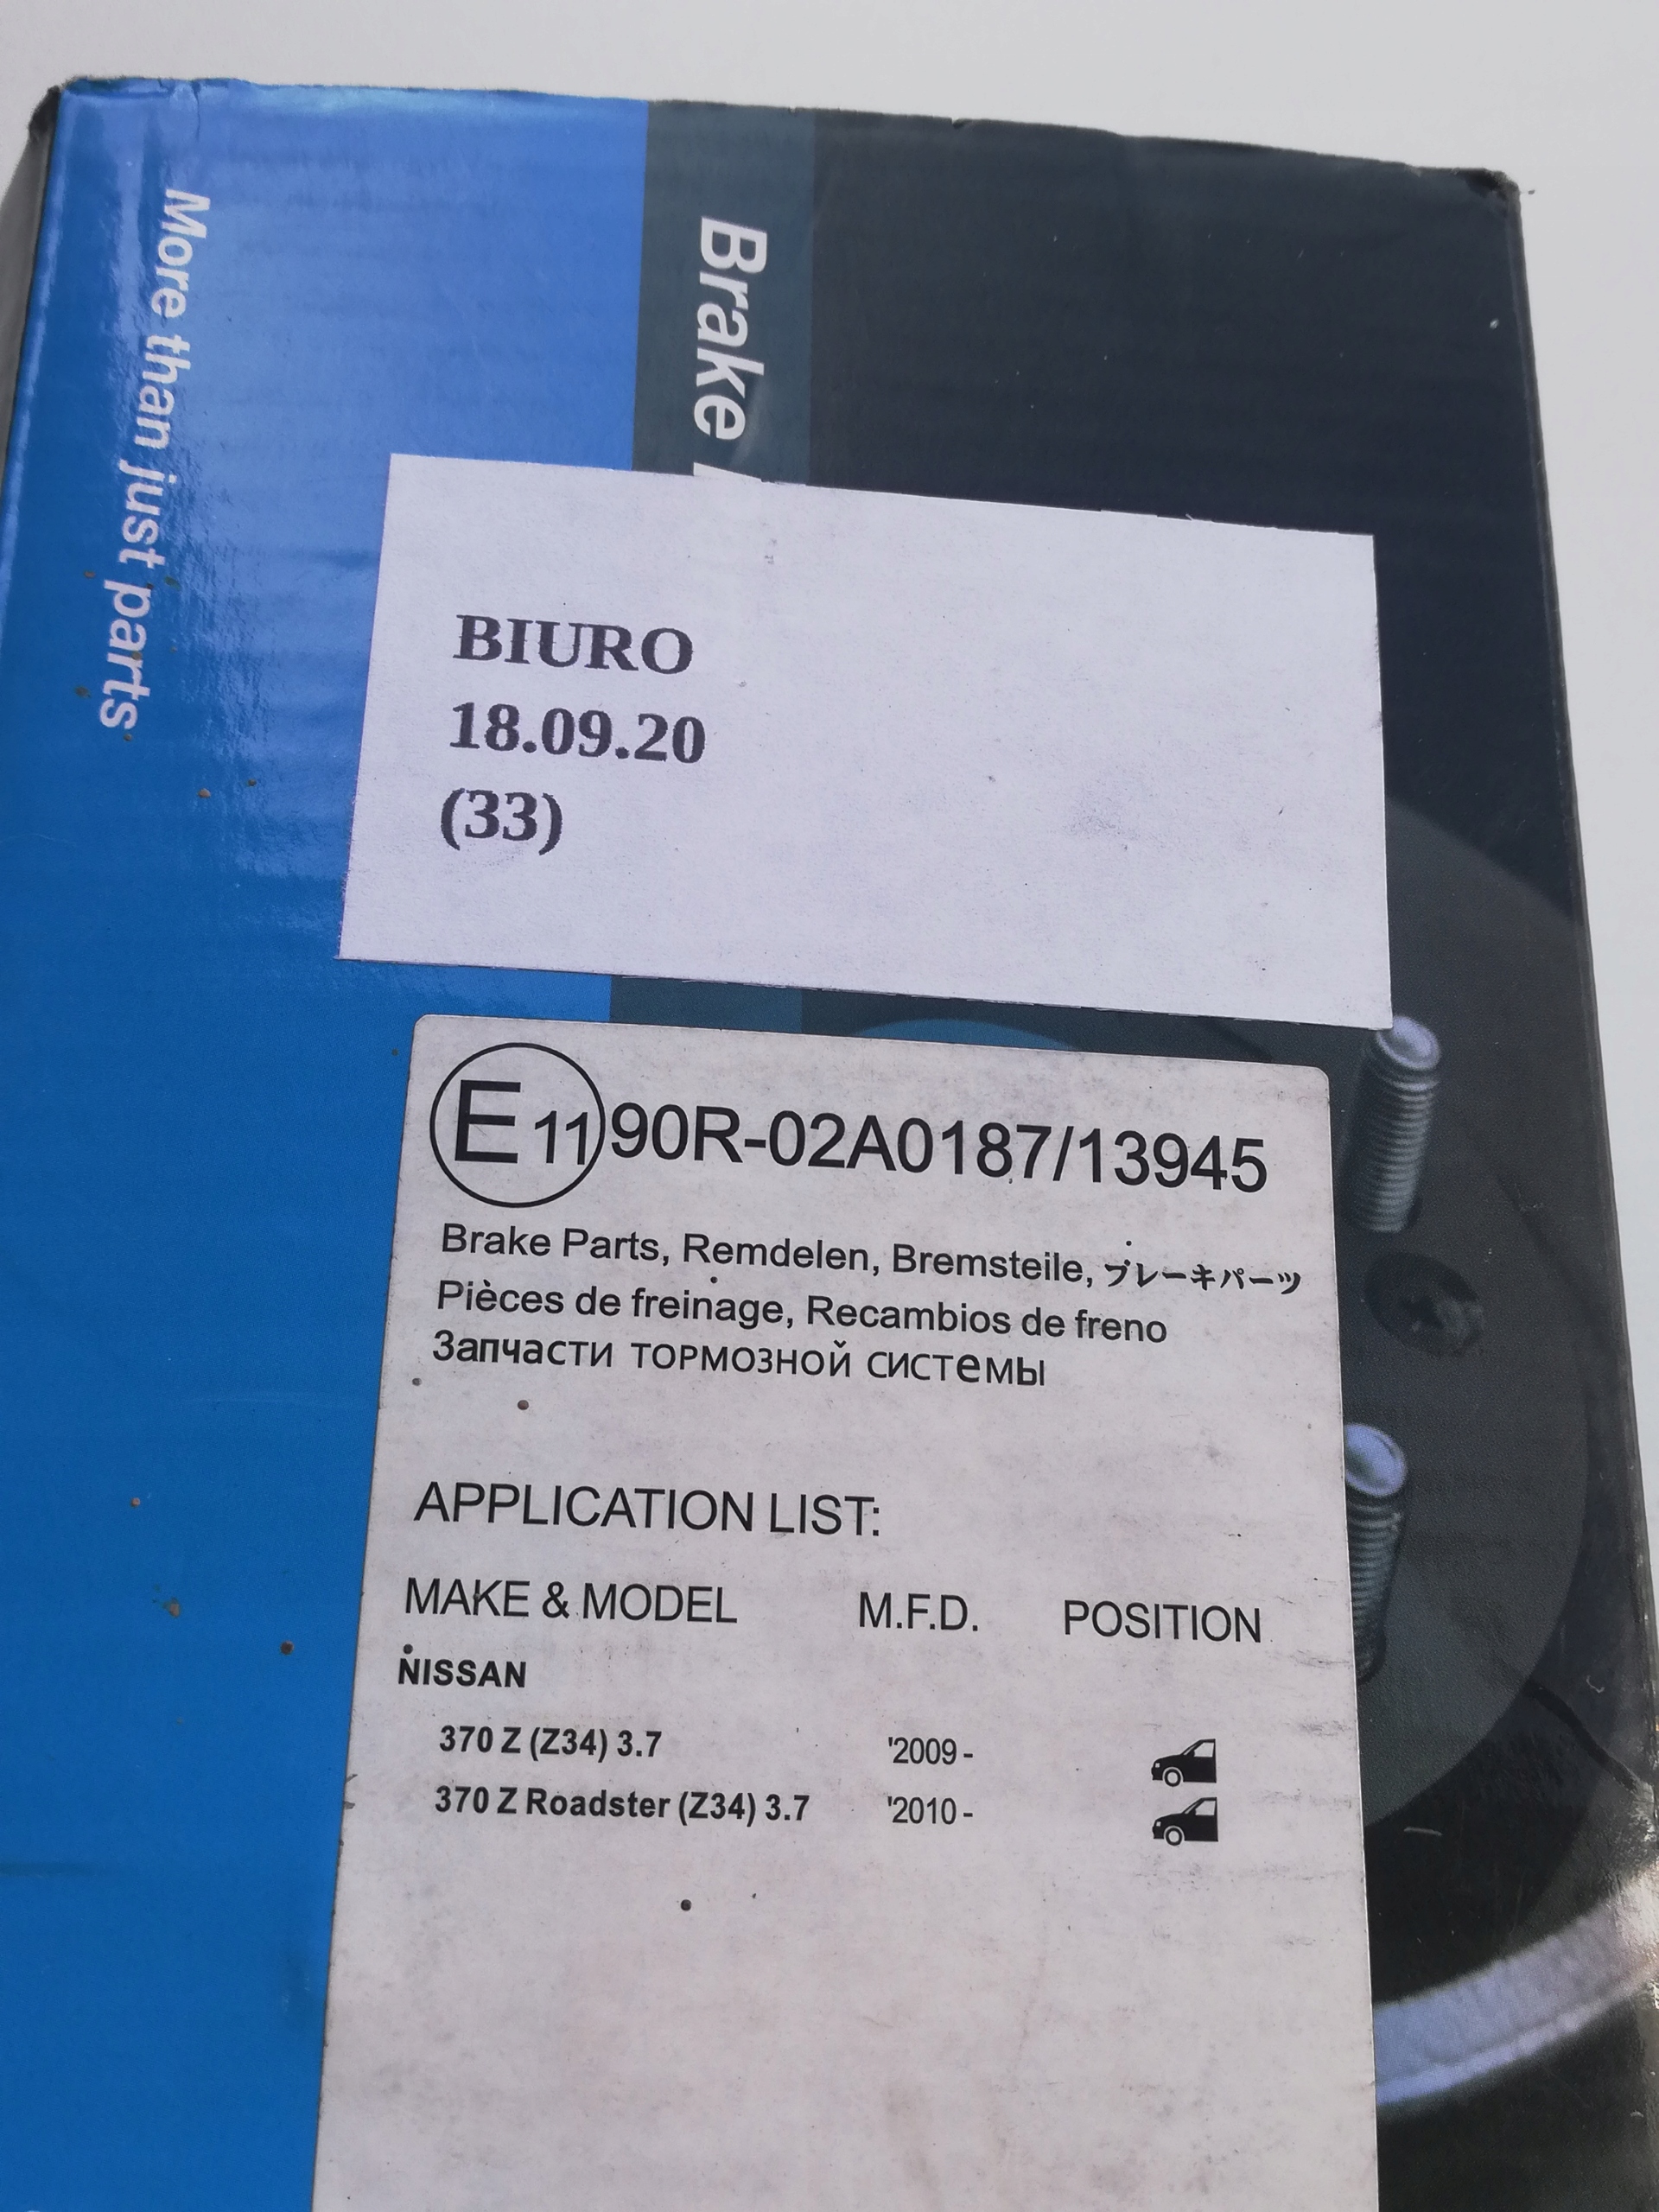 More than just parts
Brake
BIURO
18.09.20
(33)
E11 90R-02A0187/13945
Brake Parts, Remdelen, Bremsteile, ブレーキパーツ
Pièces de freinage, Recambios de freno
Запчасти тормозной системы
APPLICATION LIST:
MAKE & MODEL M.F.D. POSITION
NISSAN
370 Z (Z34) 3.7 '2009 -
370 Z Roadster (Z34) 3.7 '2010 -